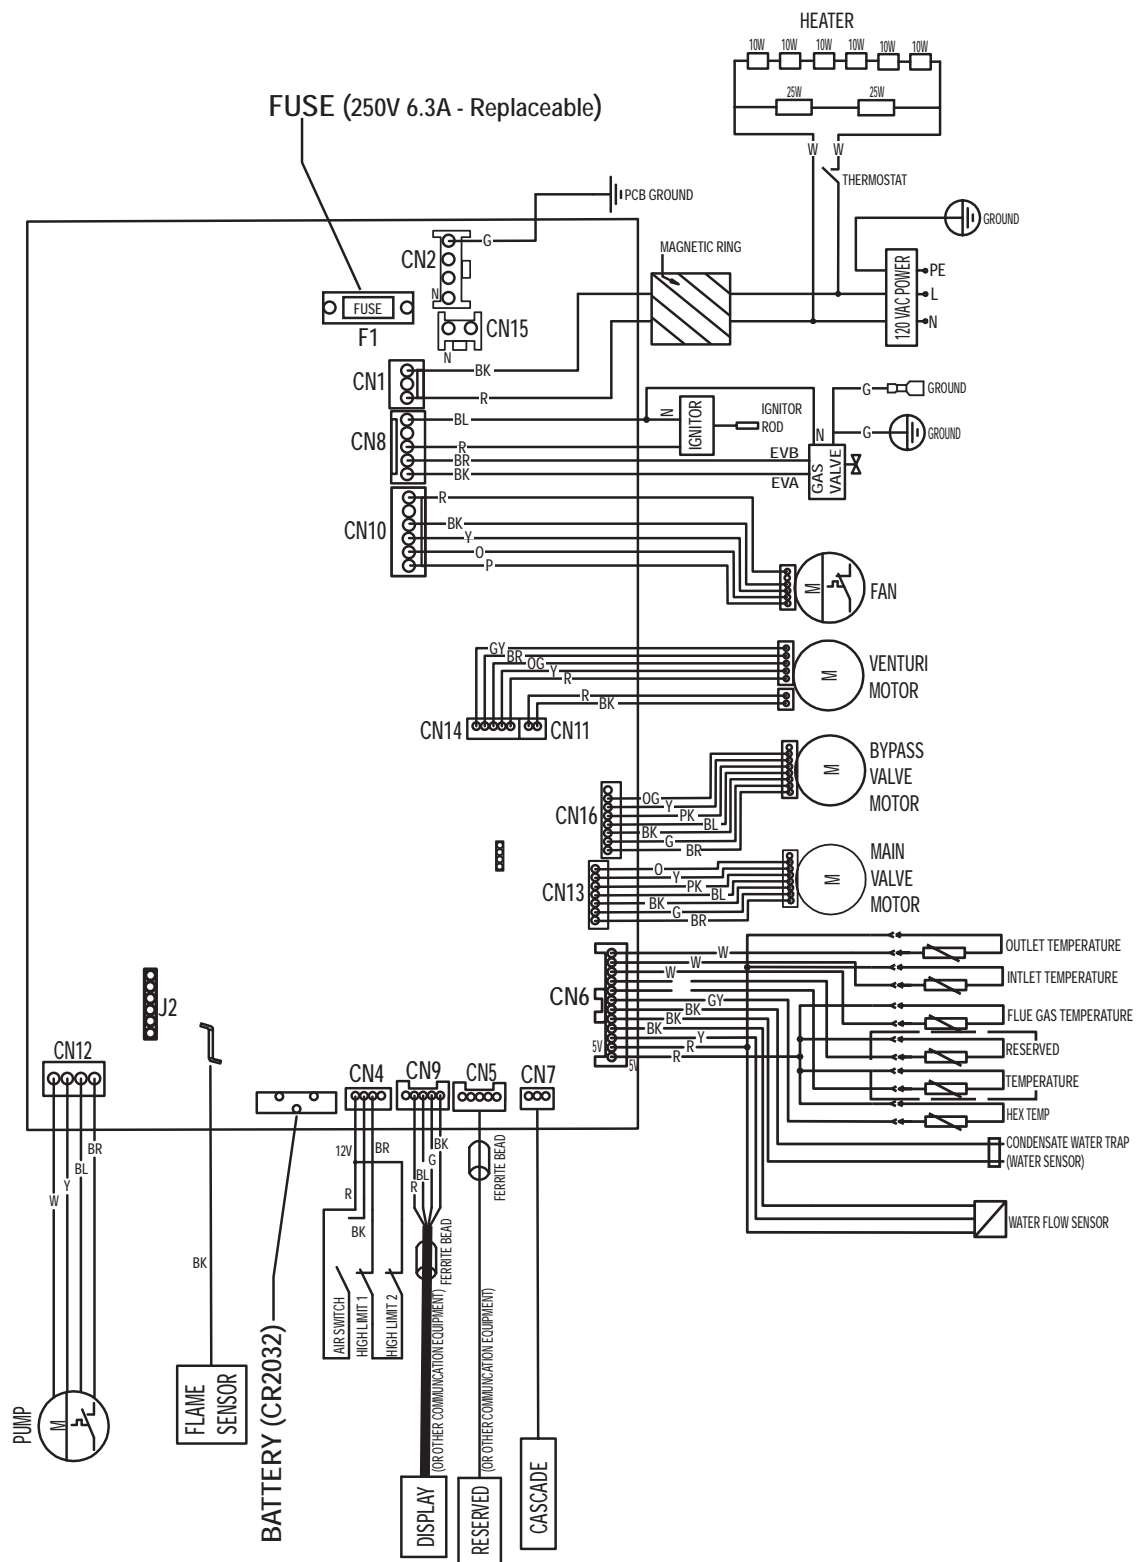 HEATER
10W 10W 10W 10W 10W 10W
25W 25W
FUSE (250V 6.3A - Replaceable)
W W
THERMOSTAT
PCB GROUND
GROUND
G
CN2
N
MAGNETIC RING
120 VAC POWER
PE
L
N
FUSE
F1
CN15
N
CN1
BK
R
G GROUND
CN8
BL
R
BR
BK
N
IGNITOR
IGNITOR
ROD
EVB
EVA
N
GAS
VALVE
G GROUND
CN10
R
BK
Y
O
P
M
FAN
GY
BR
OG
Y
R
R
BK
CN14
CN11
M
VENTURI
MOTOR
CN16
OG
Y
PK
BL
BK
G
BR
M
BYPASS
VALVE
MOTOR
CN13
O
Y
PK
BL
BK
G
BR
M
MAIN
VALVE
MOTOR
CN6
W
W
W
GY
BK
BK
BK
Y
R
R
5V
5V
OUTLET TEMPERATURE
INTLET TEMPERATURE
FLUE GAS TEMPERATURE
RESERVED
TEMPERATURE
HEX TEMP
CONDENSATE WATER TRAP
(WATER SENSOR)
WATER FLOW SENSOR
J2
CN12
W
Y
BL
BR
M
PUMP
BK
FLAME
SENSOR
BATTERY (CR2032)
CN4
12V
BR
R
BK
AIR SWITCH
HIGH LIMIT 1
HIGH LIMIT 2
CN9
R
BL
G
BK
FERRITE BEAD
(OR OTHER COMMUNCATION EQUIPMENT)
DISPLAY
CN5
FERRITE BEAD
(OR OTHER COMMUNCATION EQUIPMENT)
RESERVED
CN7
CASCADE